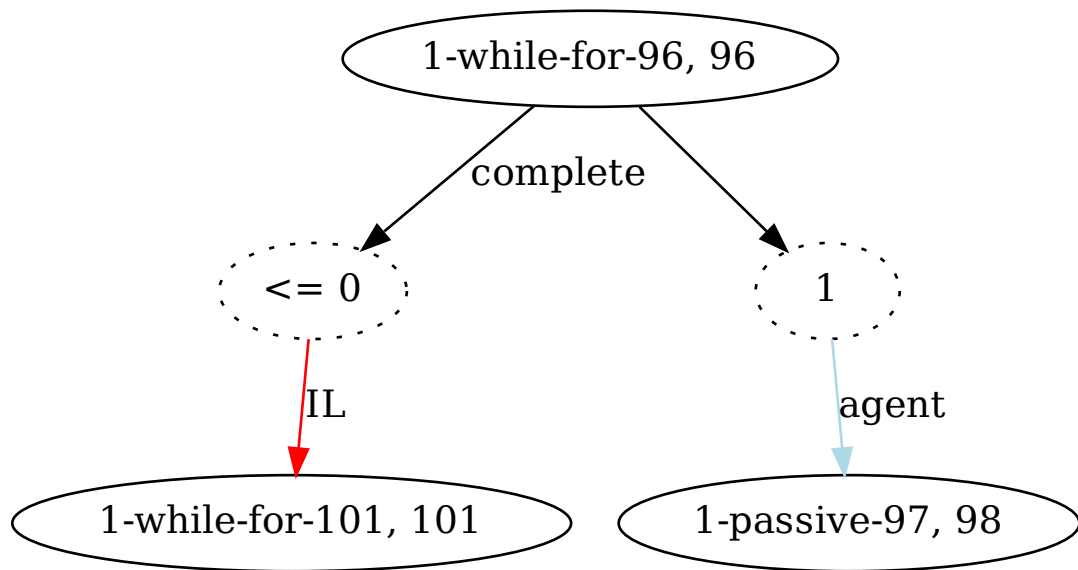 1-while-for-96, 96
complete
<= 0
1
IL
agent
1-while-for-101, 101
1-passive-97, 98